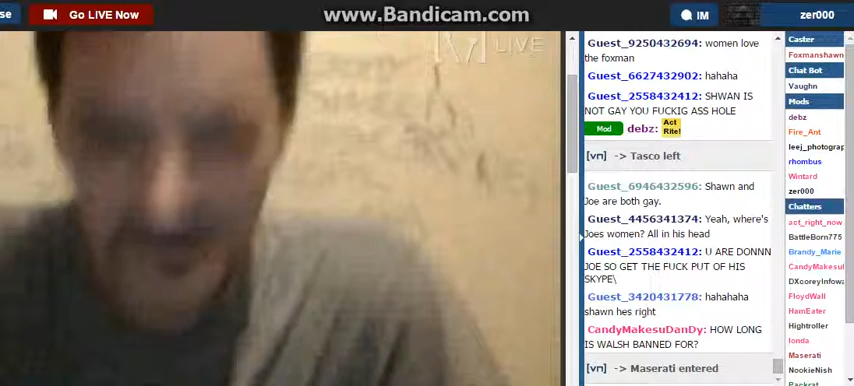 se
Go LIVE Now
www.Bandicam.com
IM
zer000
[V] LIVE
Guest_9250432694: women love
the foxman
Guest_6627432902: hahaha
Guest_2558432412: SHWAN IS
NOT GAY YOU FUCKIG ASS HOLE
Mod debz: Act
Rite!
[vn] -> Tasco left
Guest_6946432596: Shawn and
Joe are both gay.
Guest_4456341374: Yeah, where's
Joes women? All in his head
Guest_2558432412: U ARE DONNN
JOE SO GET THE FUCK PUT OF HIS
SKYPE\
Guest_3420431778: hahahaha
shawn hes right
CandyMakesuDanDy: HOW LONG
IS WALSH BANNED FOR?
[vn] -> Maserati entered
Caster
Foxmanshawn
Chat Bot
Vaughn
Mods
debz
Fire_Ant
leej_photograp
rhombus
Wintard
zer000
Chatters
act_right_now
BattleBorn775
Brandy_Marie
CandyMakesu
DXcoreyInfowa
FloydWall
HamEater
Hightroller
londa
Maserati
NookieNish
Packrat